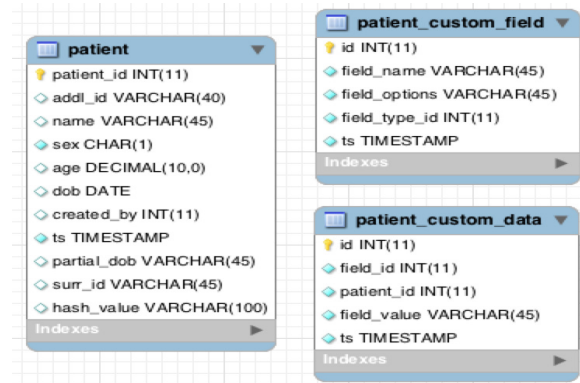 patient
patient_id INT(11)
addl_id VARCHAR(40)
name VARCHAR(45)
sex CHAR(1)
age DECIMAL(10,0)
dob DATE
created_by INT(11)
ts TIMESTAMP
partial_dob VARCHAR(45)
surr_id VARCHAR(45)
hash_value VARCHAR(100)
Indexes
patient_custom_field
id INT(11)
field_name VARCHAR(45)
field_options VARCHAR(45)
field_type_id INT(11)
ts TIMESTAMP
Indexes
patient_custom_data
id INT(11)
field_id INT(11)
patient_id INT(11)
field_value VARCHAR(45)
ts TIMESTAMP
Indexes